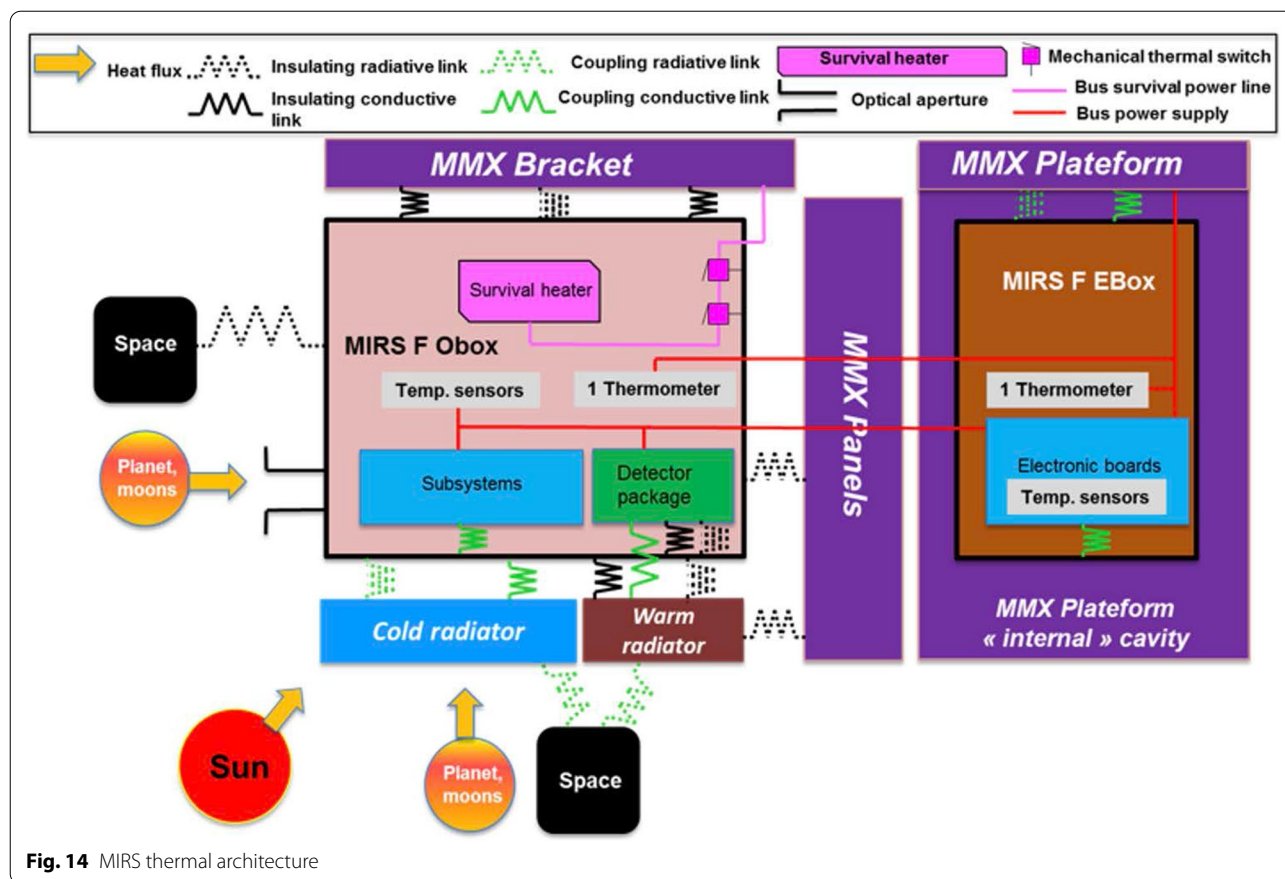 Heat flux
Insulating radiative link
Coupling radiative link
Survival heater
Mechanical thermal switch
Insulating conductive
link
Coupling conductive link
Optical aperture
Bus survival power line
Bus power supply
MMX Bracket
MMX Plateform
Survival heater
MIRS F EBox
Space
MIRS F Obox
MMX Panels
Temp. sensors
1 Thermometer
1 Thermometer
Planet,
moons
Subsystems
Detector
package
Electronic boards
Temp. sensors
Cold radiator
Warm
radiator
MMX Plateform
« internal » cavity
Sun
Planet,
moons
Space
Fig. 14 MIRS thermal architecture